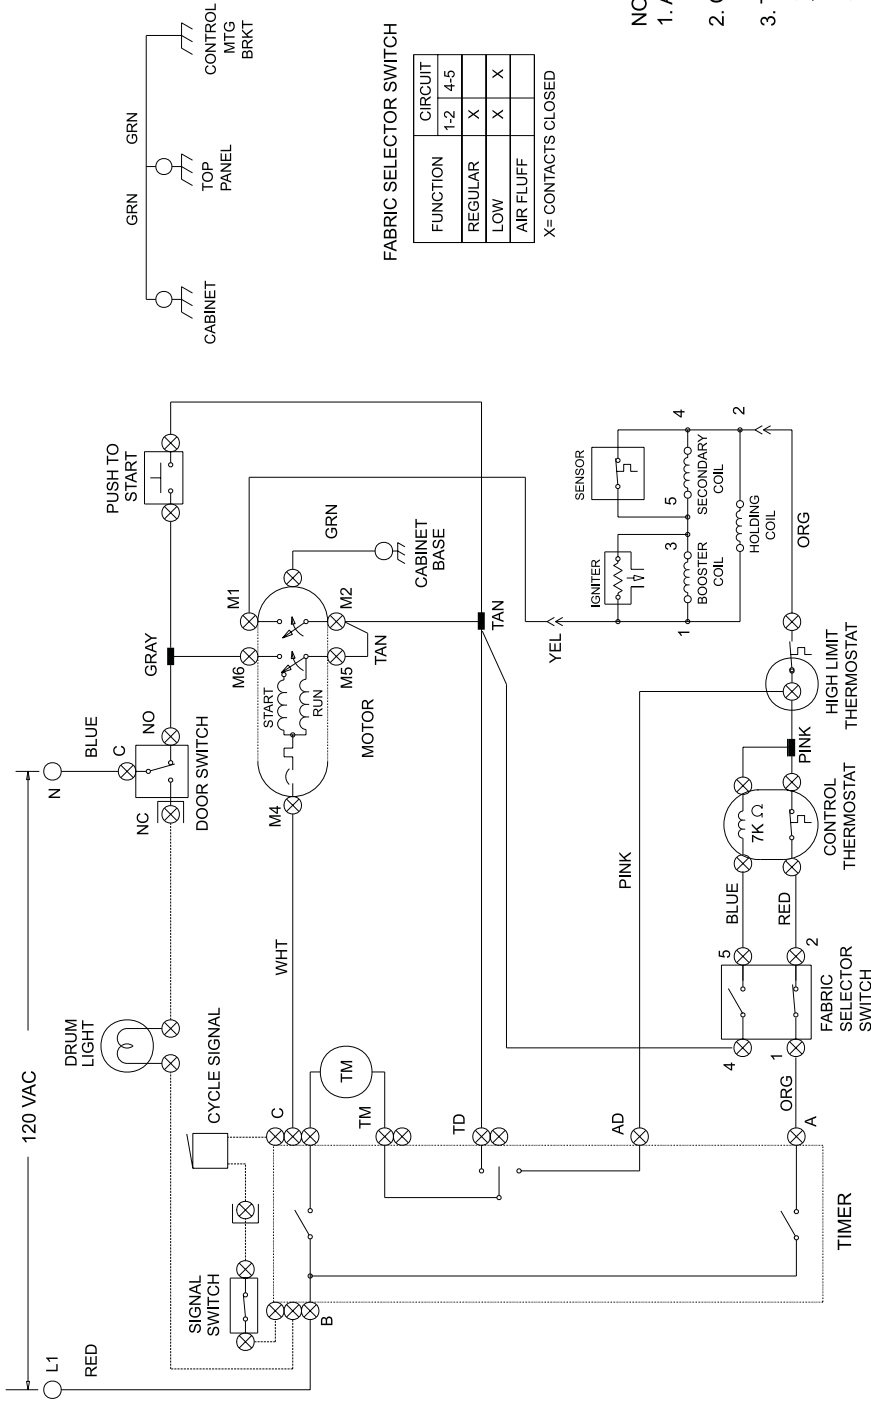 120 VAC
L1
RED
N
BLUE
C
NC
NO
DOOR SWITCH
GRAY
PUSH TO
START
DRUM
LIGHT
SIGNAL
SWITCH
CYCLE SIGNAL
B
C
TM
TM
TD
AD
A
TIMER
WHT
M4
M6
M1
M5
M2
START
RUN
MOTOR
TAN
GRN
CABINET
BASE
TAN
YEL
PINK
ORG
4
1
5
2
FABRIC
SELECTOR
SWITCH
BLUE
RED
7K Ω
CONTROL
THERMOSTAT
PINK
HIGH LIMIT
THERMOSTAT
ORG
IGNITER
SENSOR
1
3
5
4
2
BOOSTER
COIL
SECONDARY
COIL
HOLDING
COIL
CABINET
GRN
TOP
PANEL
GRN
CONTROL
MTG
BRKT
FABRIC SELECTOR SWITCH
FUNCTION CIRCUIT
1-2 4-5
REGULAR X
LOW X X
AIR FLUFF
X= CONTACTS CLOSED
NO
1. A
2. C
3. T